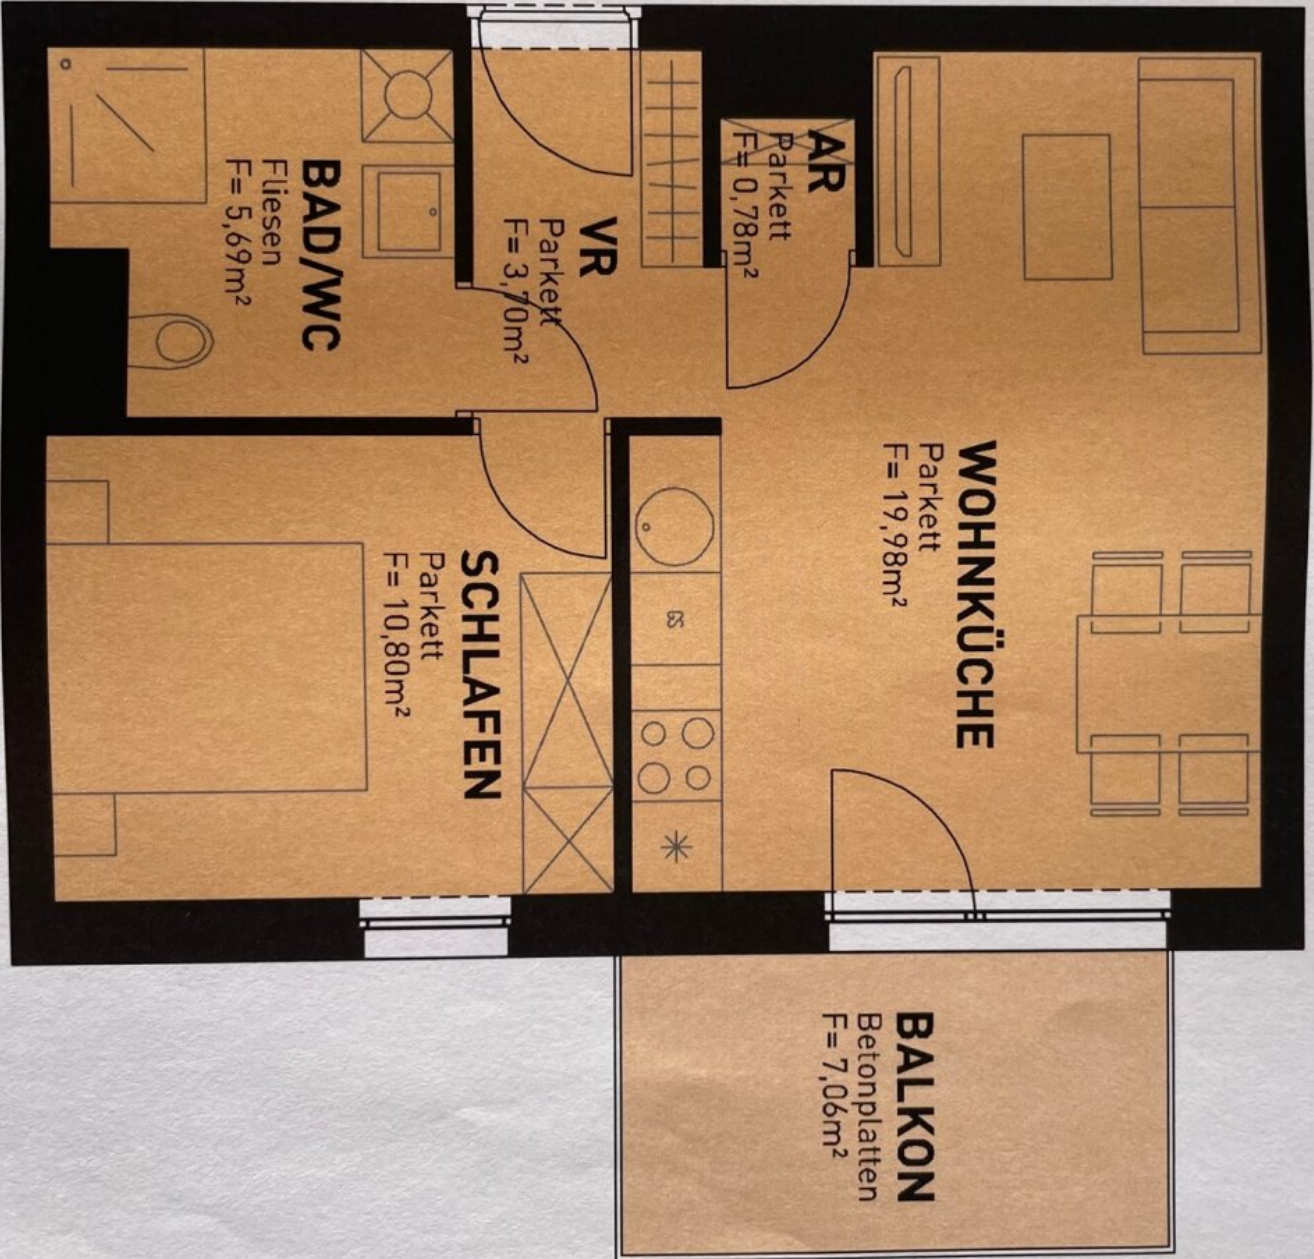 BAD/WC
Fliesen
F= 5,69m²
VR
Parkett
F= 3,70m²
AR
Parkett
F= 0,78m²
WOHNKÜCHE
Parkett
F= 19,98m²
SCHLAFEN
Parkett
F= 10,80m²
GS
BALKON
Betonplatten
F= 7,06m²